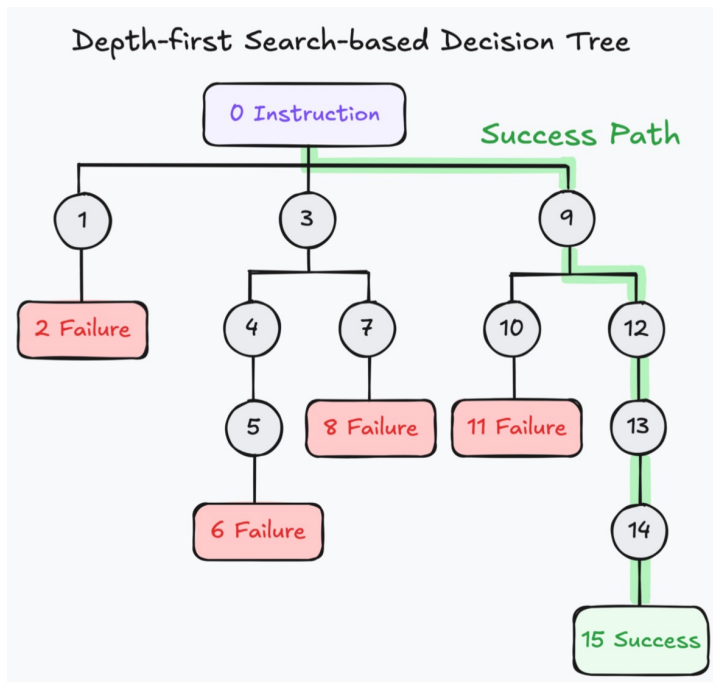 Depth-first Search-based Decision Tree
0 Instruction
Success Path
1
3
9
2 Failure
4
7
10
12
5
8 Failure
11 Failure
13
6 Failure
14
15 Success